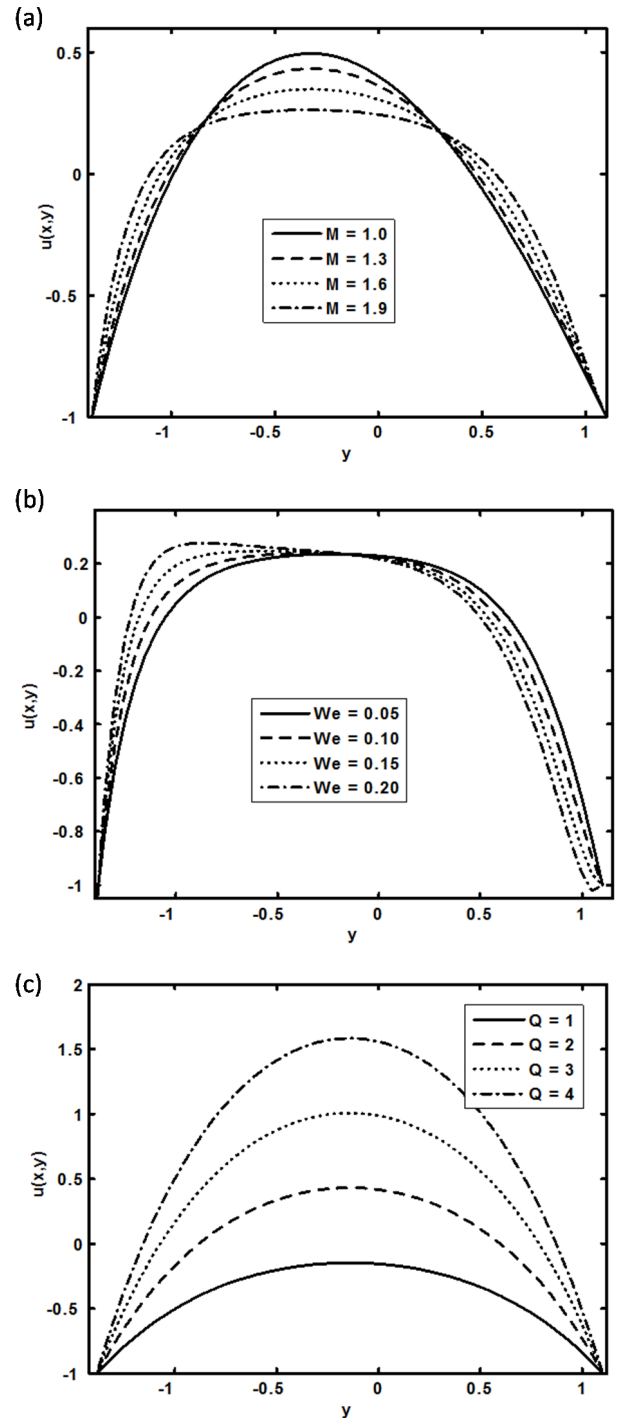 (a)
0.5
0
-0.5
-1
u(x,y)
M = 1.0
M = 1.3
M = 1.6
M = 1.9
-1
-0.5
0
0.5
1
y
(b)
0.2
0
-0.2
-0.4
-0.6
-0.8
-1
u(x,y)
We = 0.05
We = 0.10
We = 0.15
We = 0.20
-1
-0.5
0
0.5
1
y
(c)
2
1.5
1
0.5
0
-0.5
-1
u(x,y)
Q = 1
Q = 2
Q = 3
Q = 4
-1
-0.5
0
0.5
1
y